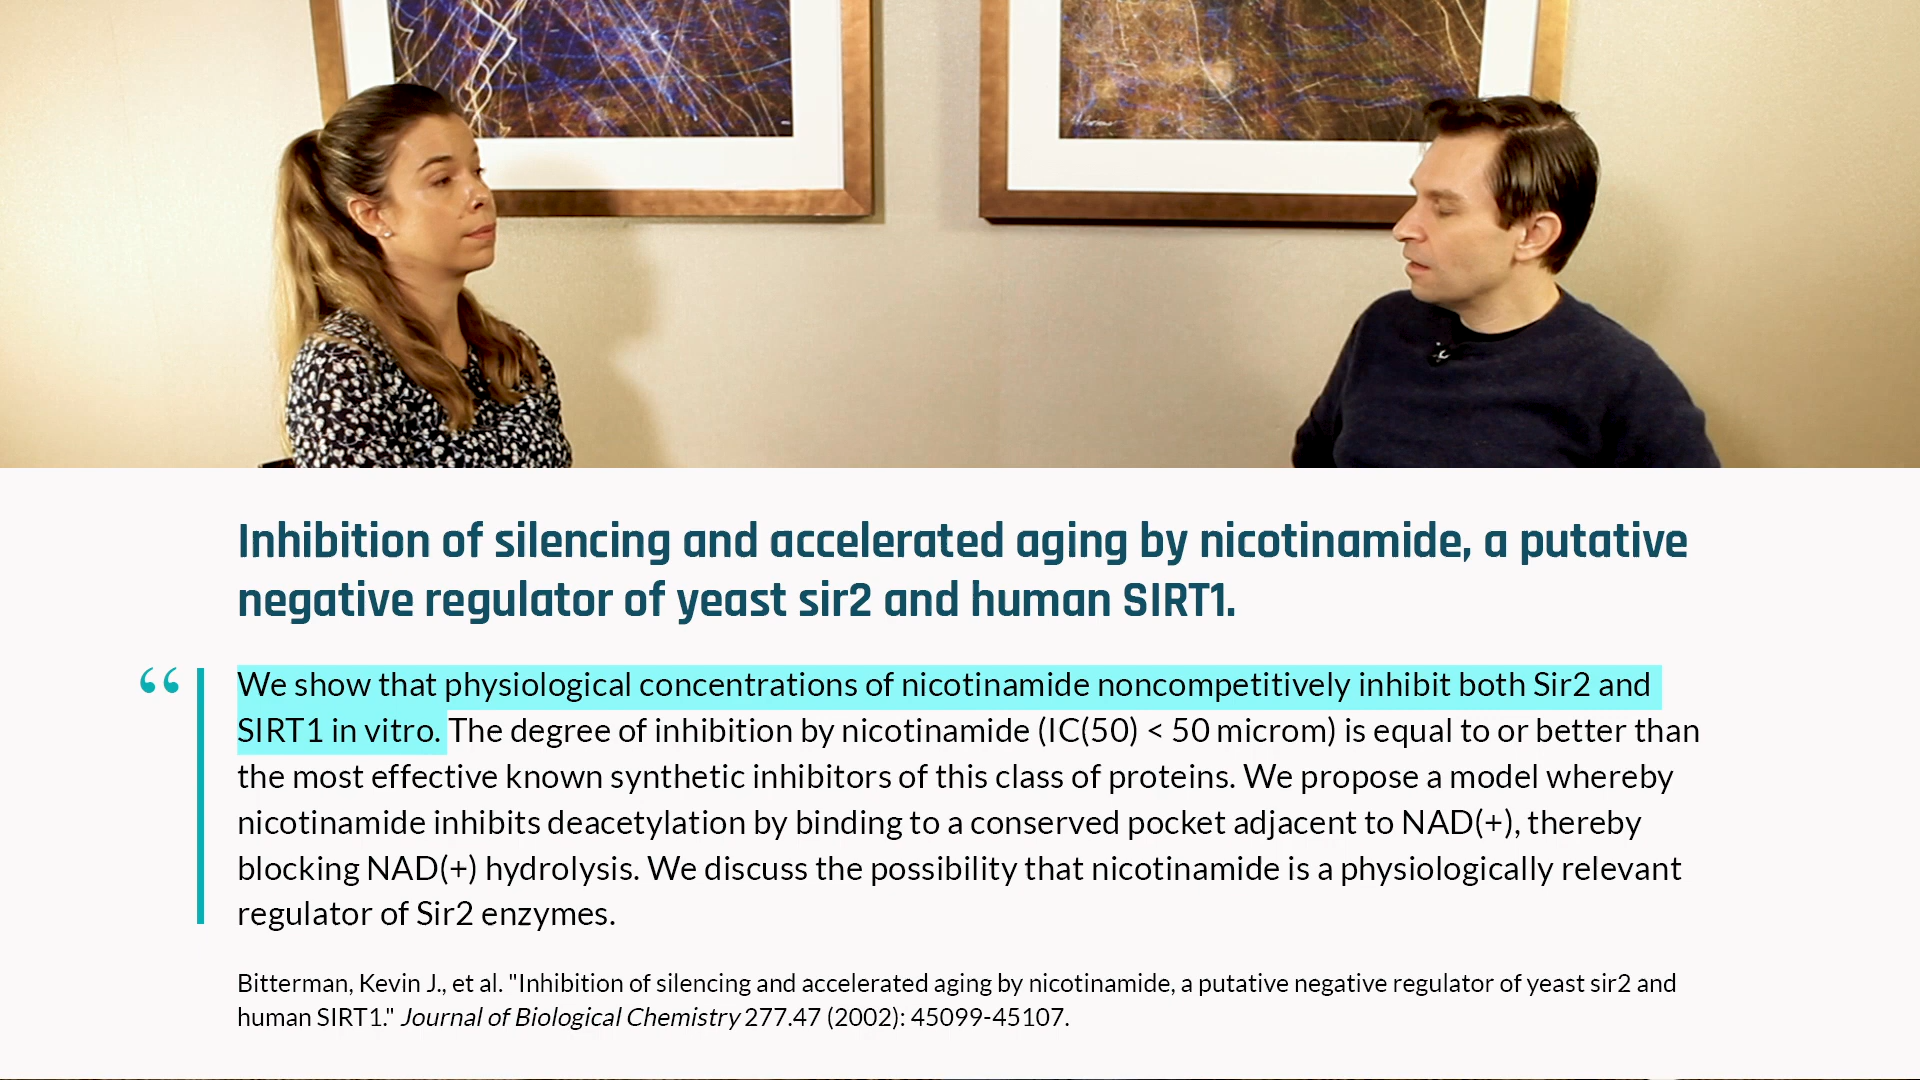 Inhibition of silencing and accelerated aging by nicotinamide, a putative
negative regulator of yeast sir2 and human SIRT1.
“ We show that physiological concentrations of nicotinamide noncompetitively inhibit both Sir2 and
SIRT1 in vitro. The degree of inhibition by nicotinamide (IC(50) < 50 microm) is equal to or better than
the most effective known synthetic inhibitors of this class of proteins. We propose a model whereby
nicotinamide inhibits deacetylation by binding to a conserved pocket adjacent to NAD(+), thereby
blocking NAD(+) hydrolysis. We discuss the possibility that nicotinamide is a physiologically relevant
regulator of Sir2 enzymes.
Bitterman, Kevin J., et al. "Inhibition of silencing and accelerated aging by nicotinamide, a putative negative regulator of yeast sir2 and
human SIRT1." Journal of Biological Chemistry 277.47 (2002): 45099-45107.